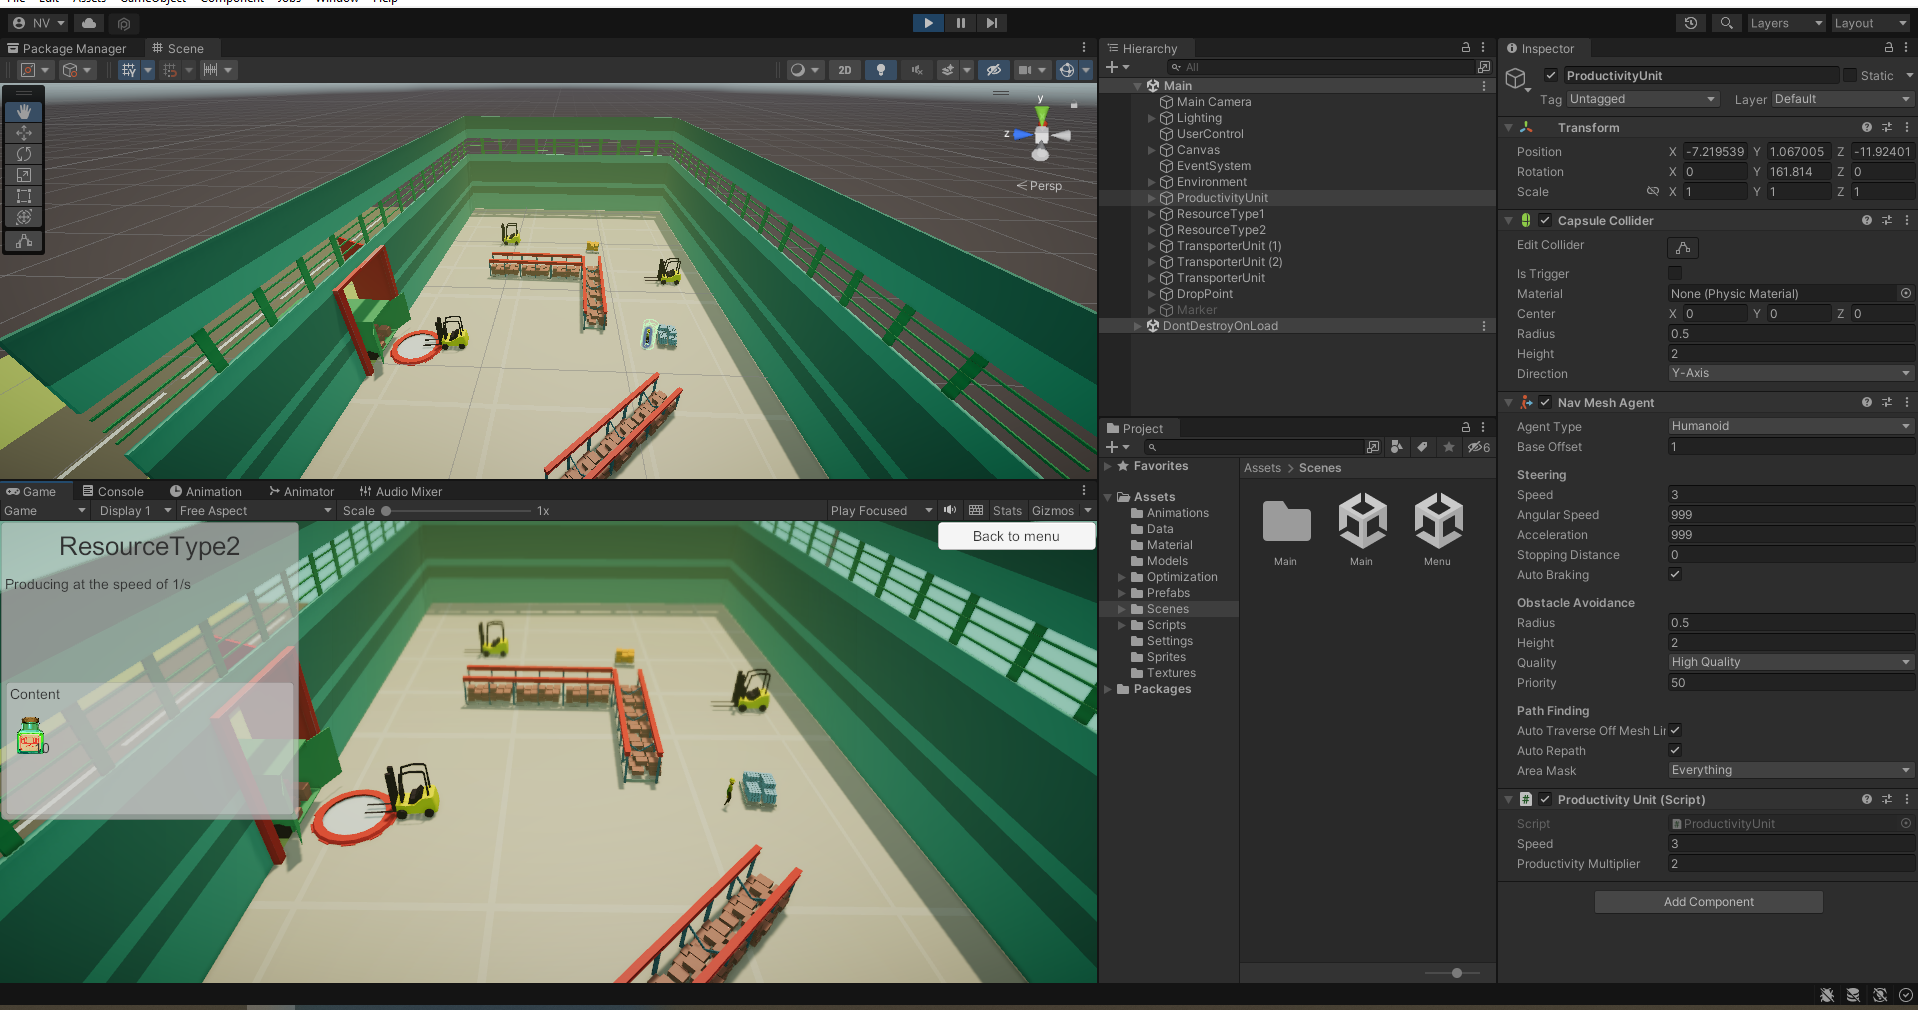 File Edit Assets GameObject Component Jobs Window Help
NV
Layers
Layout
Package Manager
Scene
2D
y
z
Persp
Game
Console
Animation
Animator
Audio Mixer
Game
Display 1
Free Aspect
Scale
1x
Play Focused
Stats
Gizmos
ResourceType2
Producing at the speed of 1/s
Content
0
Back to menu
Hierarchy
All
Main
Main Camera
Lighting
UserControl
Canvas
EventSystem
Environment
ProductivityUnit
ResourceType1
ResourceType2
TransporterUnit (1)
TransporterUnit (2)
TransporterUnit
DropPoint
Marker
DontDestroyOnLoad
Project
6
Favorites
Assets
Animations
Data
Material
Models
Optimization
Prefabs
Scenes
Scripts
Settings
Sprites
Textures
Packages
Assets > Scenes
Main
Main
Menu
Inspector
ProductivityUnit
Static
Tag Untagged
Layer Default
Transform
Position X -7.219539 Y 1.067005 Z -11.92401
Rotation X 0 Y 161.814 Z 0
Scale X 1 Y 1 Z 1
Capsule Collider
Edit Collider
Is Trigger
Material None (Physic Material)
Center X 0 Y 0 Z 0
Radius 0.5
Height 2
Direction Y-Axis
Nav Mesh Agent
Agent Type Humanoid
Base Offset 1
Steering
Speed 3
Angular Speed 999
Acceleration 999
Stopping Distance 0
Auto Braking
Obstacle Avoidance
Radius 0.5
Height 2
Quality High Quality
Priority 50
Path Finding
Auto Traverse Off Mesh Lir
Auto Repath
Area Mask Everything
# Productivity Unit (Script)
Script ProductivityUnit
Speed 3
Productivity Multiplier 2
Add Component